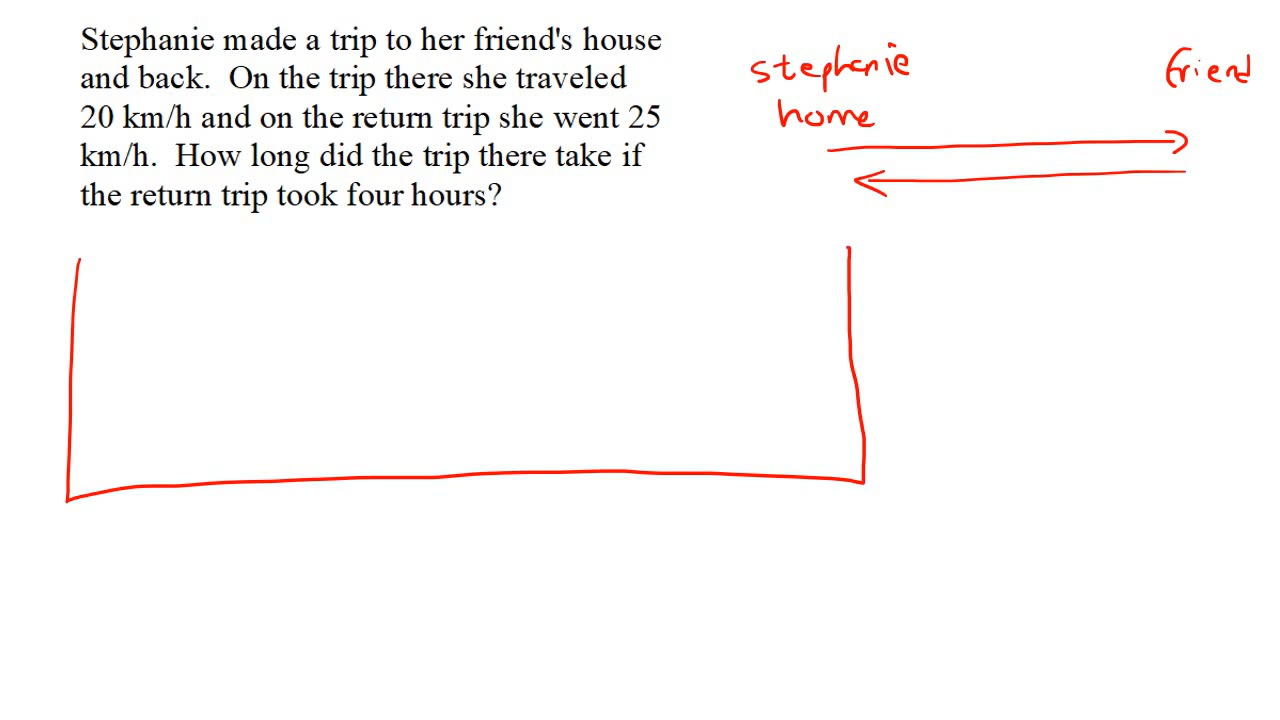 Stephanie made a trip to her friend's house
and back. On the trip there she traveled
20 km/h and on the return trip she went 25
km/h. How long did the trip there take if
the return trip took four hours?
stephanie
home
friend